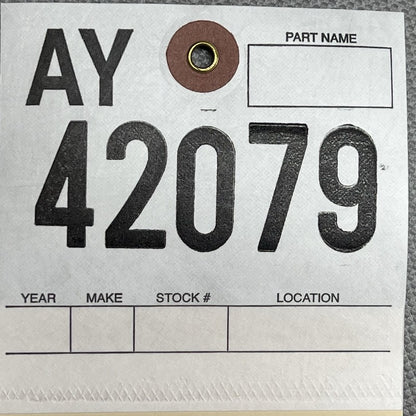 AY
PART NAME
42079
YEAR MAKE STOCK # LOCATION